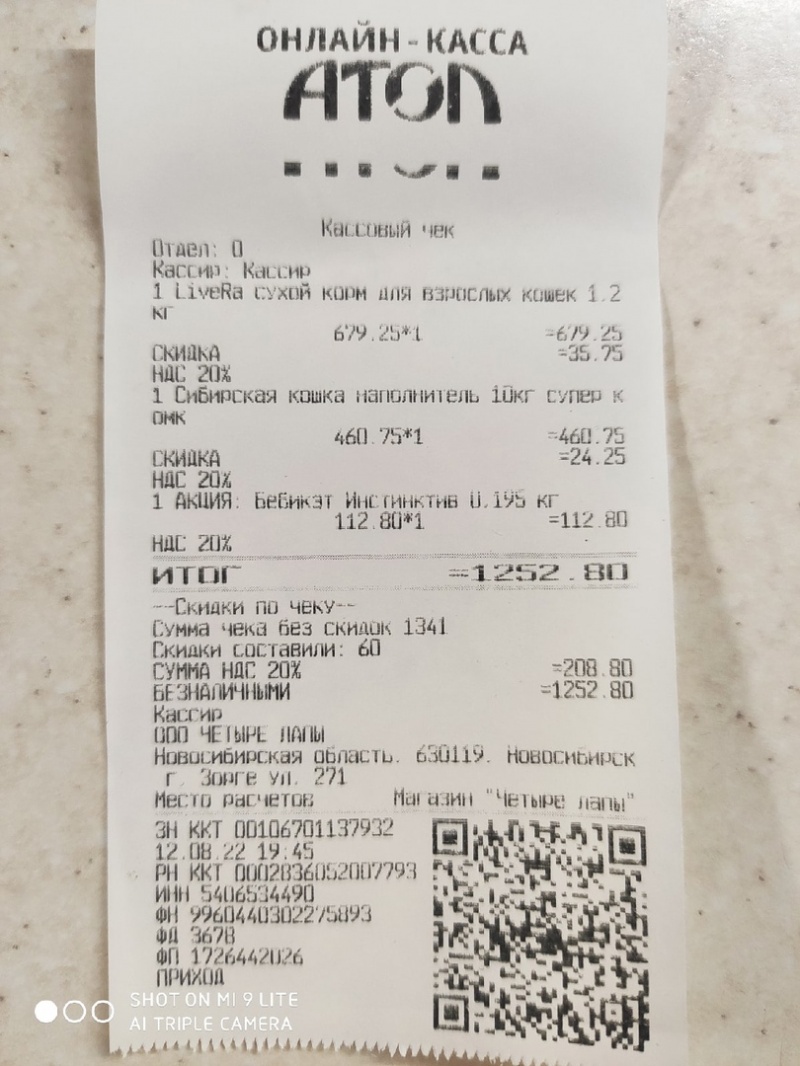 ОНЛАЙН-КАССА
АТОЛ
Кассовый чек
Отдел: 0
Кассир: Кассир
1 LiveRa сухой корм для взрослых кошек 1.2
кг
679.25*1 =679.25
СКИДКА =35.75
НДС 20%
1 Сибирская кошка наполнитель 10кг супер к
омк
460.75*1 =460.75
СКИДКА =24.25
НДС 20%
1 АКЦИЯ: Бебикэт Инстинктив 0.195 кг
112.80*1 =112.80
НДС 20%
ИТОГ =1252.80
--Скидки по чеку--
Сумма чека без скидок 1341
Скидки составили: 60
СУММА НДС 20% =208.80
БЕЗНАЛИЧНЫМИ =1252.80
Кассир
ООО ЧЕТЫРЕ ЛАПЫ
Новосибирская область. 630119. Новосибирск
г. Зорге ул. 271
Место расчетов Магазин "Четыре лапы"
ЗН ККТ 00106701137932
12.08.22 19:45
РН ККТ 0002836052007793
ИНН 5406534490
ФН 9960440302275893
ФД 3678
ФП 1726442026
ПРИХОД
SHOT ON MI 9 LITE
AI TRIPLE CAMERA